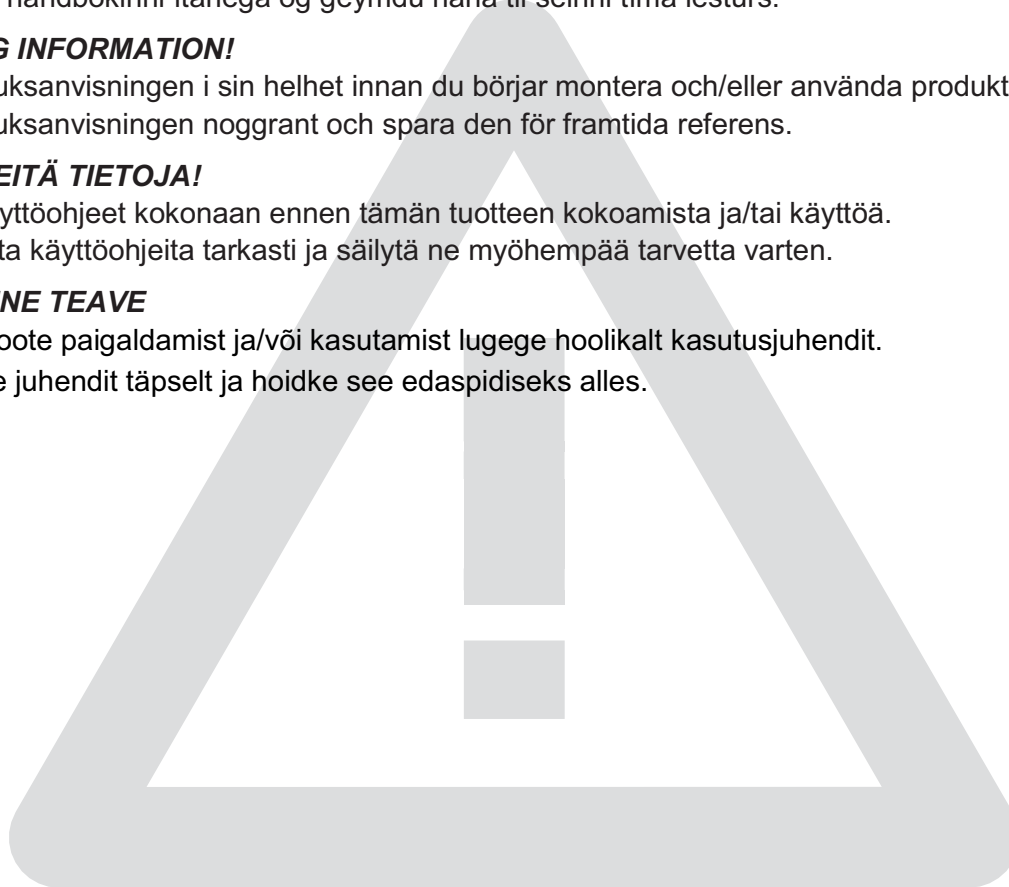 handbókinni ítarlega og geymdu hana til seinni tíma lesturs.
G INFORMATION!
uksanvisningen i sin helhet innan du börjar montera och/eller använda produkt
uksanvisningen noggrant och spara den för framtida referens.
EITÄ TIETOJA!
yttöohjeet kokonaan ennen tämän tuotteen kokoamista ja/tai käyttöä.
ta käyttöohjeita tarkasti ja säilytä ne myöhempää tarvetta varten.
NE TEAVE
oote paigaldamist ja/või kasutamist lugege hoolikalt kasutusjuhendit.
e juhendit täpselt ja hoidke see edaspidiseks alles.